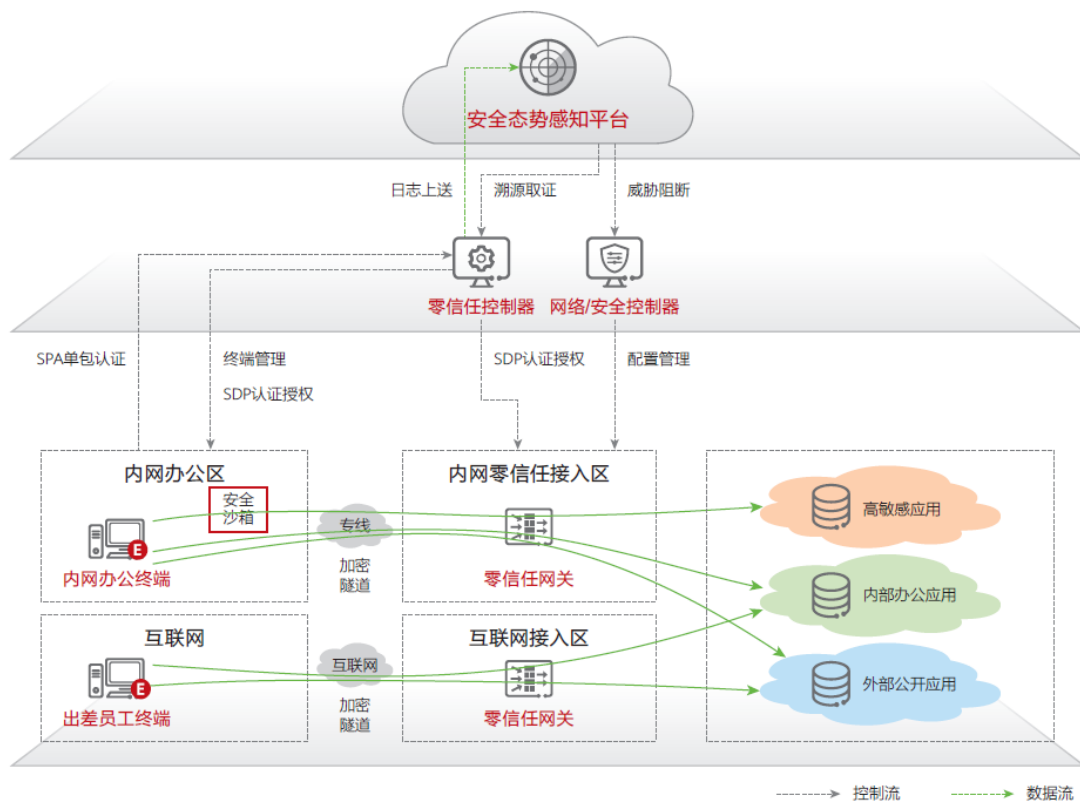 安全态势感知平台
日志上送
溯源取证
威胁阻断
零信任控制器
网络/安全控制器
SPA单包认证
终端管理
SDP认证授权
SDP认证授权
配置管理
内网办公区
安全
沙箱
E
内网办公终端
专线
加密
隧道
内网零信任接入区
零信任网关
高敏感应用
内部办公应用
外部公开应用
互联网
E
出差员工终端
互联网
加密
隧道
互联网接入区
零信任网关
控制流
数据流